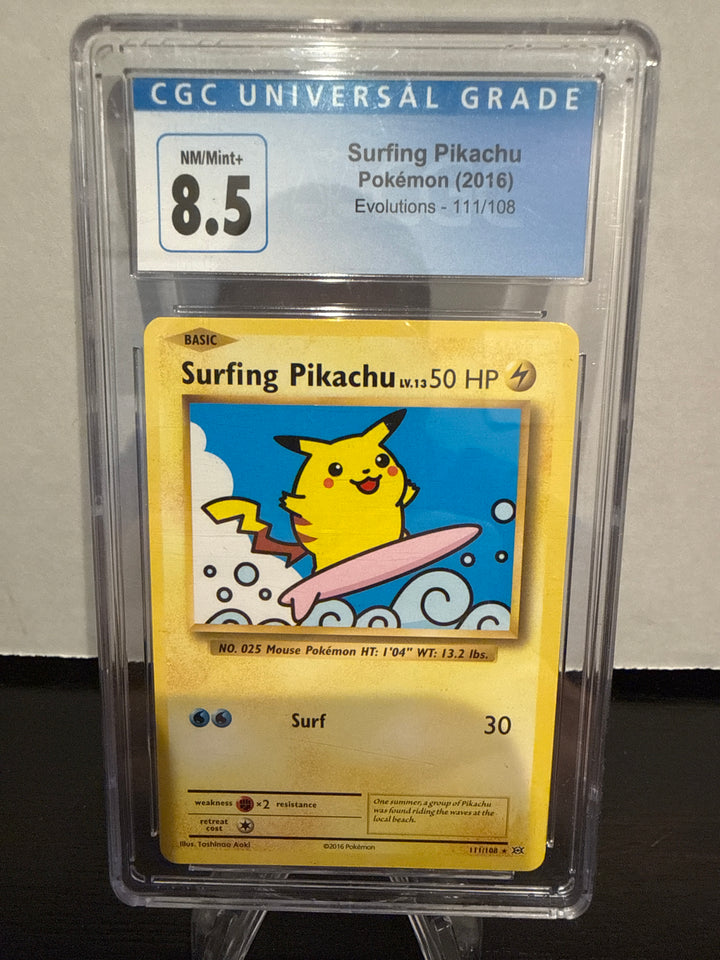 CGC UNIVERSAL GRADE
NM/Mint+
8.5
Surfing Pikachu
Pokémon (2016)
Evolutions - 111/108
BASIC
Surfing Pikachu LV.13 50 HP
NO. 025 Mouse Pokémon HT: 1'04" WT: 13.2 lbs.
Surf 30
weakness ×2 resistance
retreat
cost
One summer, a group of Pikachu
was found riding the waves at the
local beach.
Illus. Toshinao Aoki ©2016 Pokémon 111/108 ★